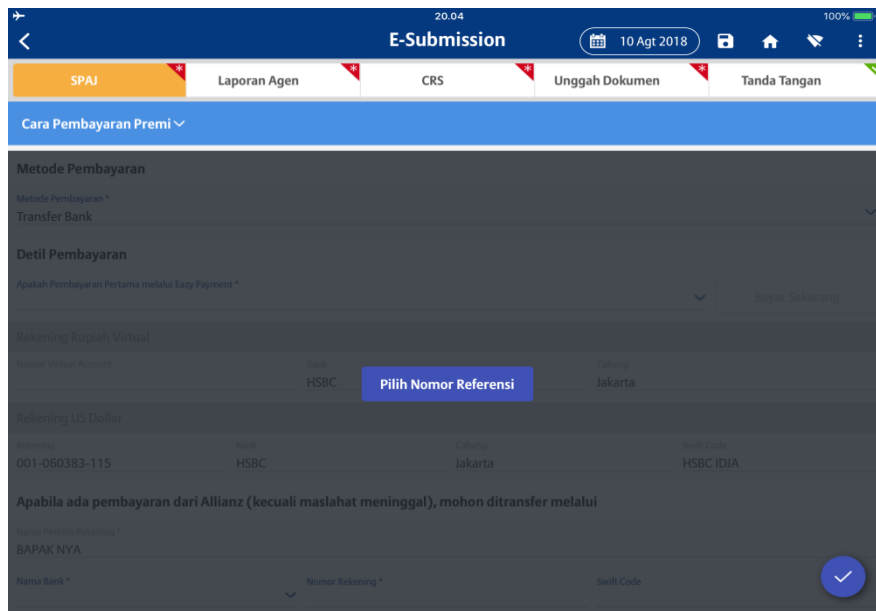 20.04
100%
E-Submission
10 Agt 2018
SPAJ
Laporan Agen
CRS
Unggah Dokumen
Tanda Tangan
Cara Pembayaran Premi
Metode Pembayaran
Metode Pembayaran *
Transfer Bank
Detil Pembayaran
Apakah Pembayaran Pertama melalui Eazy Payment *
Bayar Sekarang
Rekening Rupiah Virtual
Nomor Virtual Account
Bank
Cabang
HSBC
Jakarta
Pilih Nomor Referensi
Rekening US Dollar
Rekening
Bank
Cabang
Swift Code
001-060383-115
HSBC
Jakarta
HSBC IDJA
Apabila ada pembayaran dari Allianz (kecuali maslahat meninggal), mohon ditransfer melalui
Nama Pemilik Rekening *
BAPAK NYA
Nama Bank *
Nomor Rekening *
Swift Code